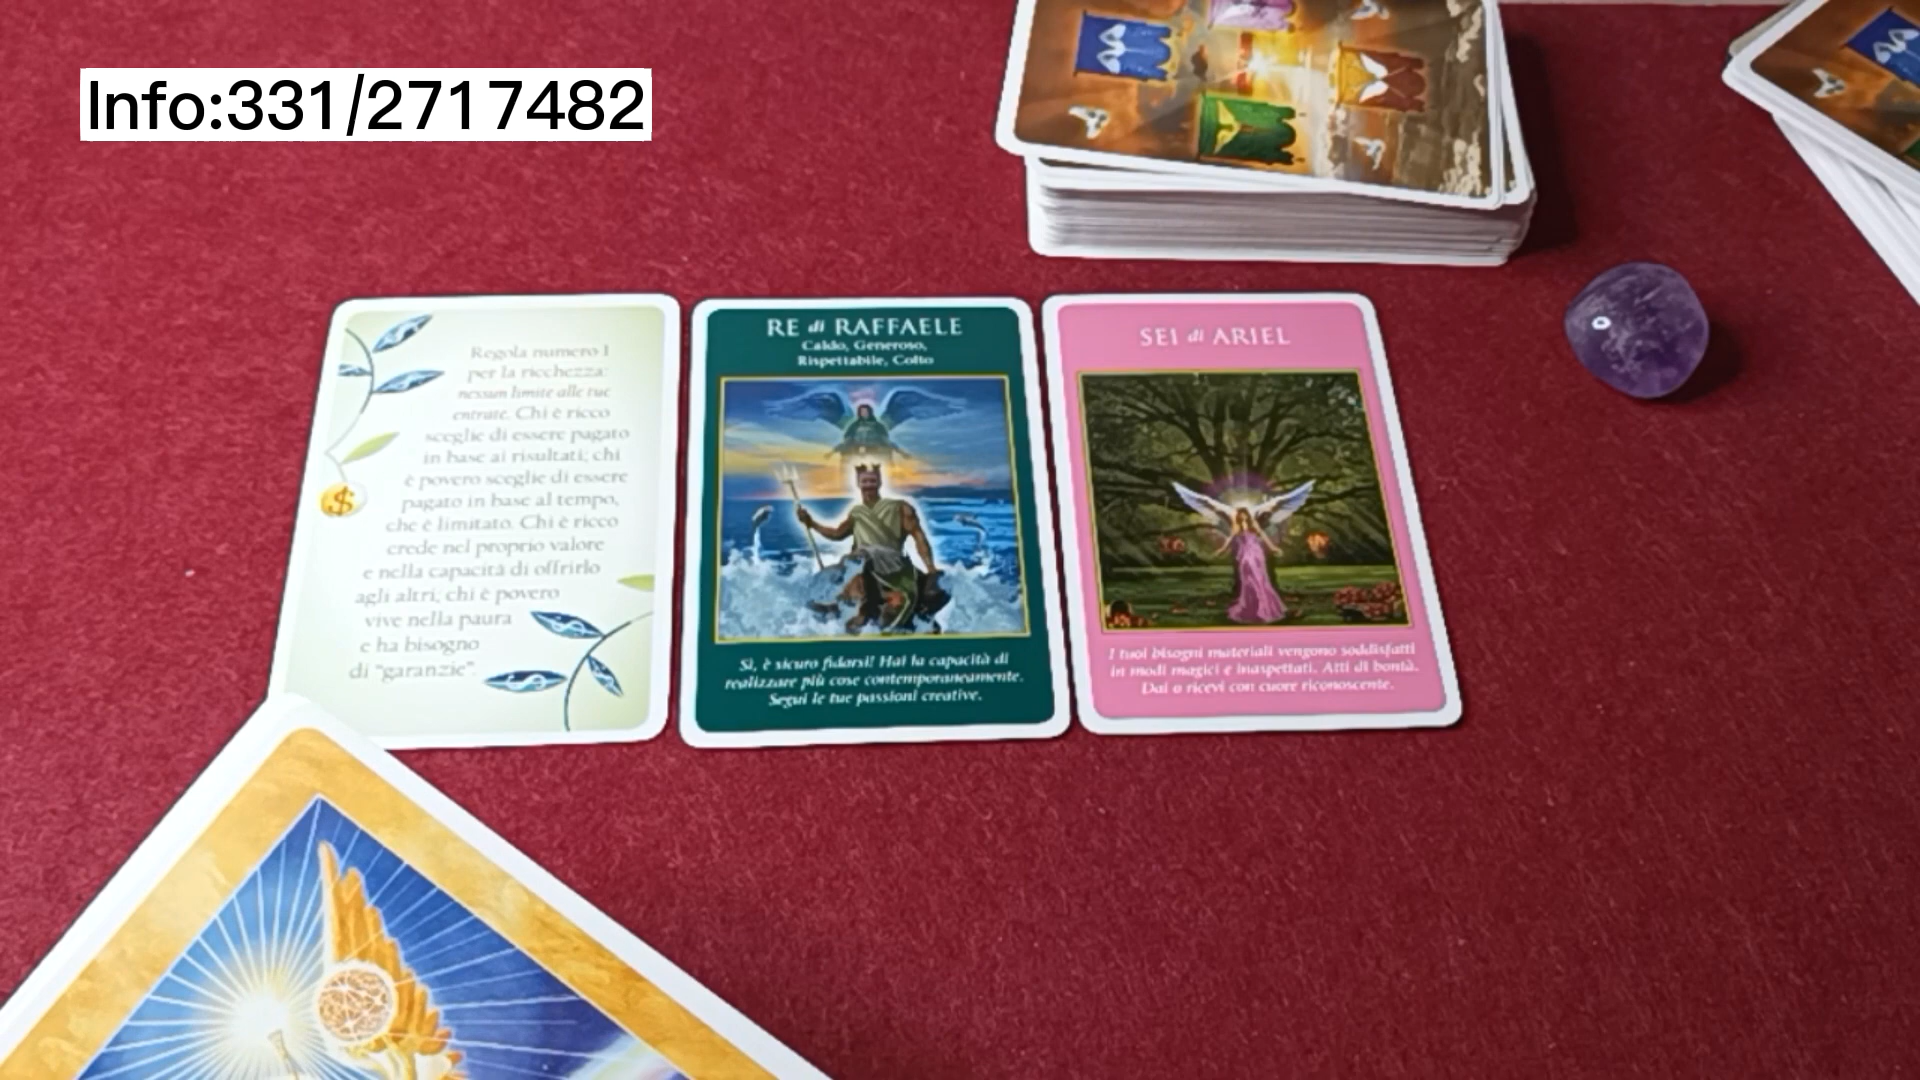 Info:331/2717482
Regola numero 1
per la ricchezza:
nessun limite alle tue
entrate. Chi è ricco
sceglie di essere pagato
in base ai risultati; chi
è povero sceglie di essere
pagato in base al tempo,
che è limitato. Chi è ricco
crede nel proprio valore
e nella capacità di offrirlo
agli altri; chi è povero
vive nella paura
e ha bisogno
di "garanzie".
RE di RAFFAELE
Caldo, Generoso,
Rispettabile, Colto
Sì, è sicuro fidarsi! Hai la capacità di
realizzare più cose contemporaneamente.
Segui le tue passioni creative.
SEI di ARIEL
I tuoi bisogni materiali vengono soddisfatti
in modi magici e inaspettati. Atti di bontà.
Dai o ricevi con cuore riconoscente.